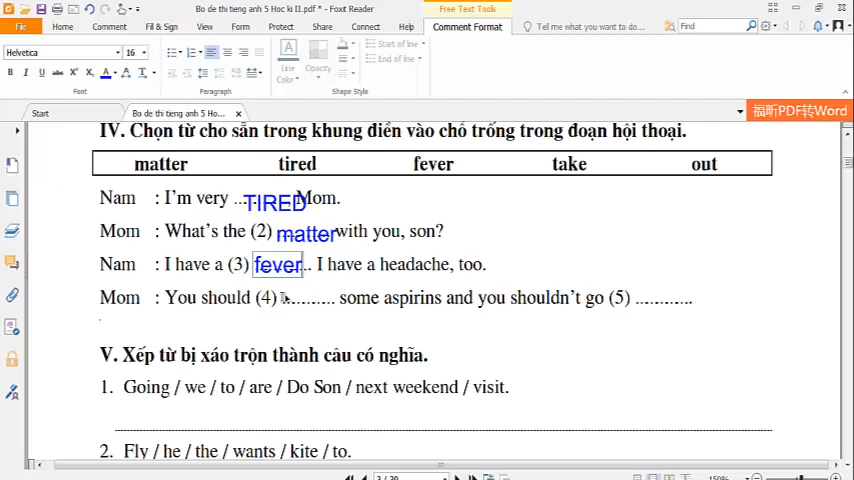 Bo de thi tieng anh 5 Hoc ki II.pdf * - Foxit Reader
Free Text Tools
File Home Comment View Form Protect Share Connect Help Comment Format Tell me what you want to do... Find
Helvetica 16 Line Color Start of line
End of line
Font Paragraph Shape Style
Start Bo de thi tieng anh 5 Ho... 福昕PDF转Word
IV. Chọn từ cho sẵn trong khung điền vào chỗ trống trong đoạn hội thoại.
matter tired fever take out
Nam : I'm very .. TIRED Mom.
Mom : What's the (2) matter with you, son?
Nam : I have a (3) fever.. I have a headache, too.
Mom : You should (4) ........... some aspirins and you shouldn't go (5) ............
V. Xếp từ bị xáo trộn thành câu có nghĩa.
1. Going / we / to / are / Do Son / next weekend / visit.
2. Fly / he / the / wants / kite / to.
3 / 30 150%